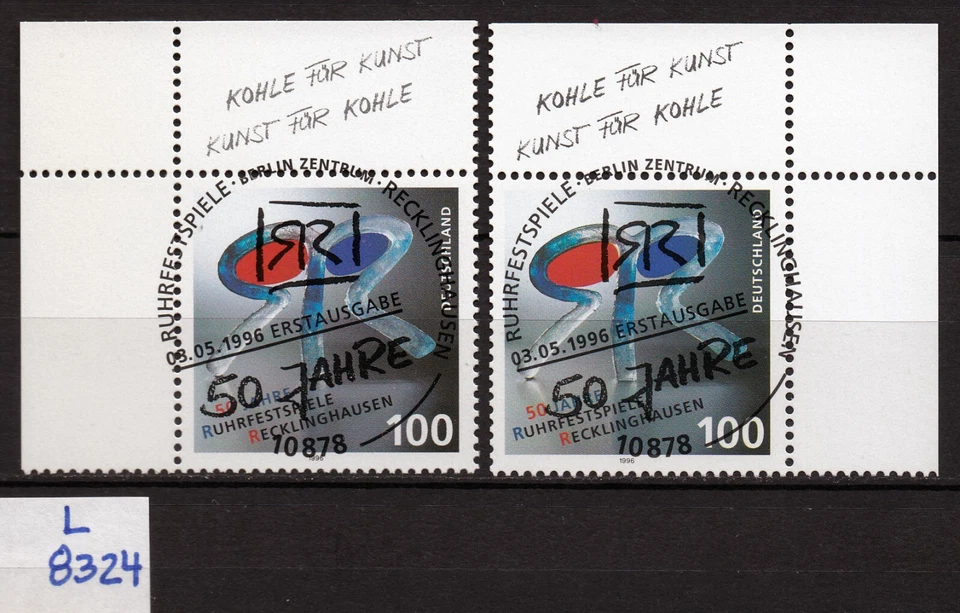 KOHLE FÜR KUNST
KUNST FÜR KOHLE
RUHRFESTSPIELE · BERLIN ZENTRUM · RECKLINGHAUSEN
DEUTSCHLAND
03.05.1996 ERSTAUSGABE
50 JAHRE
50 JAHRE
RUHRFESTSPIELE
RECKLINGHAUSEN
100
10878
1996
KOHLE FÜR KUNST
KUNST FÜR KOHLE
RUHRFESTSPIELE · BERLIN ZENTRUM · RECKLINGHAUSEN
DEUTSCHLAND
03.05.1996 ERSTAUSGABE
50 JAHRE
50 JAHRE
RUHRFESTSPIELE
RECKLINGHAUSEN
100
10878
1996
L
8324